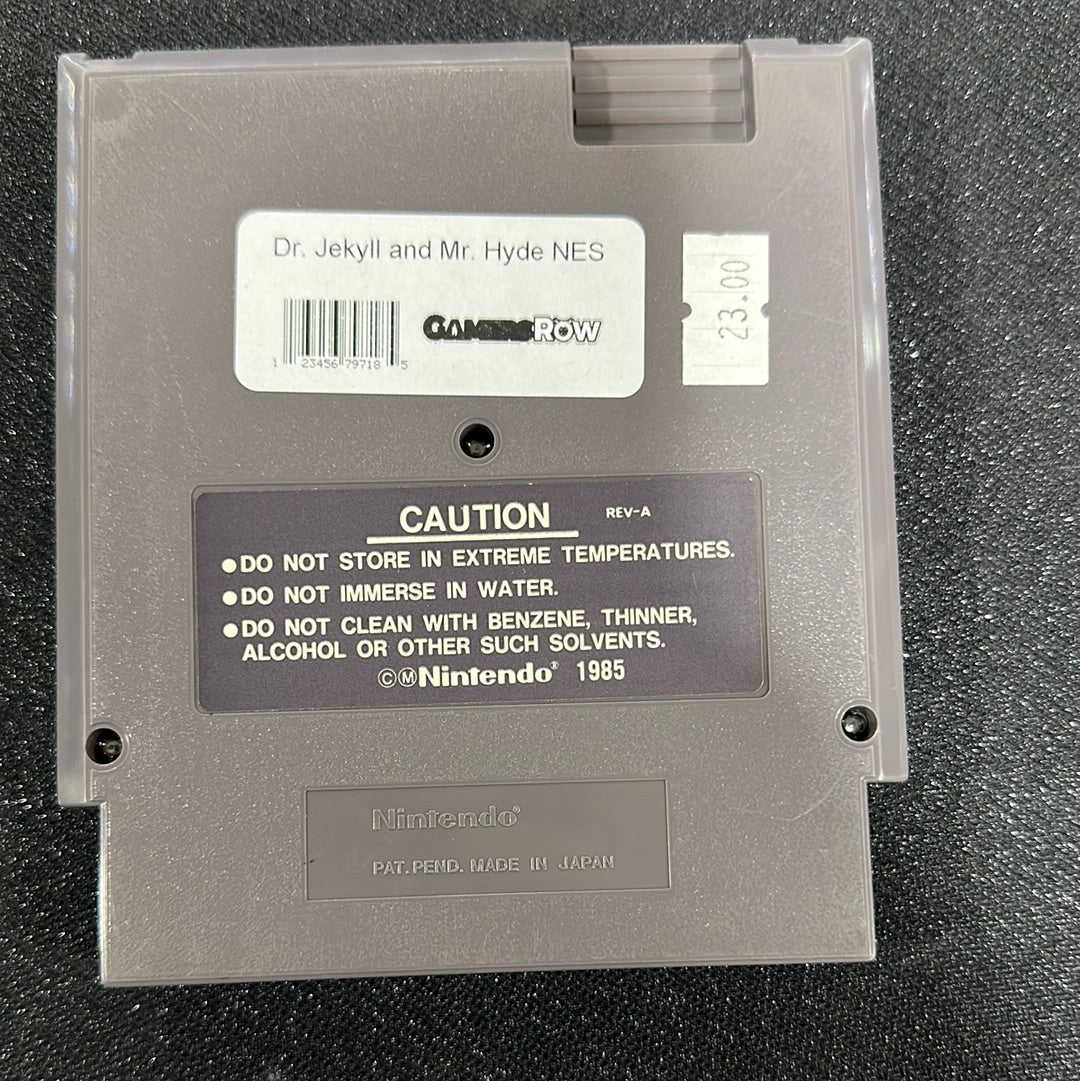 Dr. Jekyll and Mr. Hyde NES
GAMERSROW
1 23456 79718 5
23.00
CAUTION REV-A
●DO NOT STORE IN EXTREME TEMPERATURES.
●DO NOT IMMERSE IN WATER.
●DO NOT CLEAN WITH BENZENE, THINNER,
ALCOHOL OR OTHER SUCH SOLVENTS.
©ⓂNintendo® 1985
Nintendo®
PAT. PEND. MADE IN JAPAN